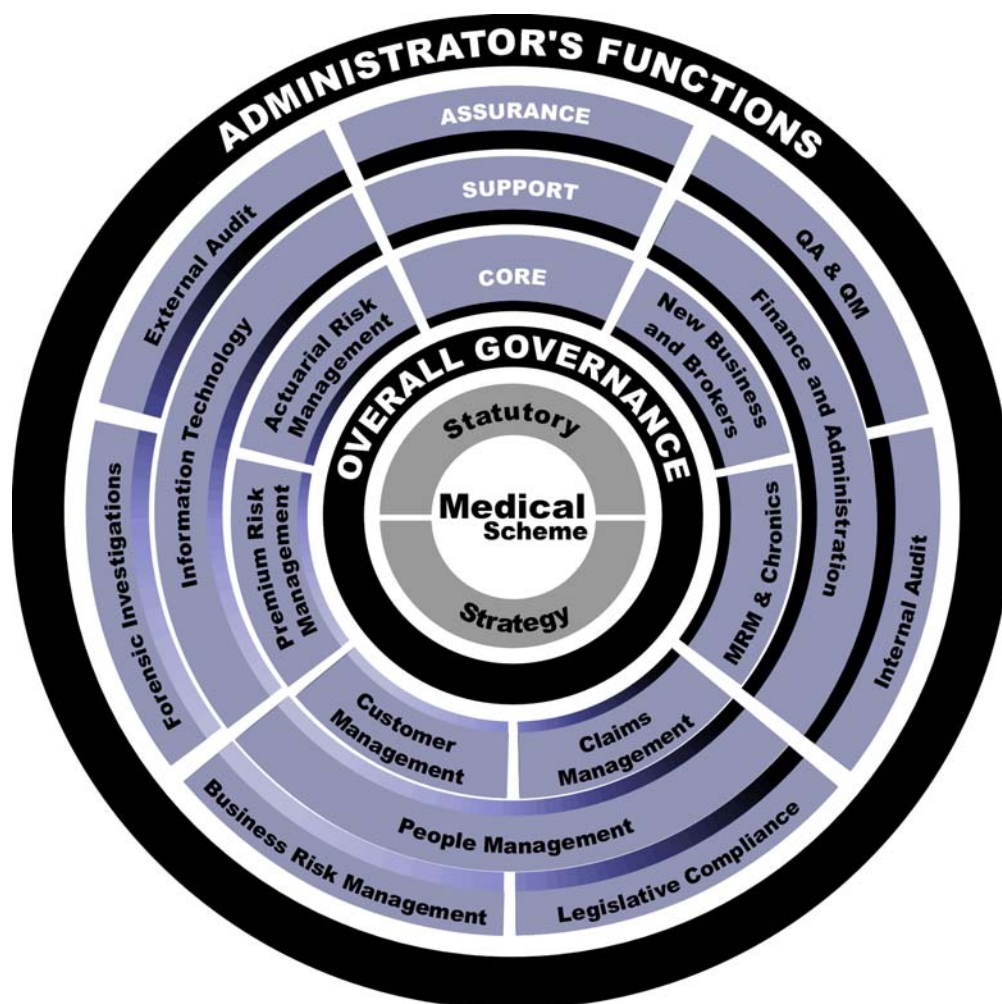 ADMINISTRATOR'S FUNCTIONS
ASSURANCE
QA & QM
Internal Audit
Legislative Compliance
Business Risk Management
Forensic Investigations
External Audit
SUPPORT
Finance and Administration
People Management
Information Technology
CORE
New Business
and Brokers
MRM & Chronics
Claims
Management
Customer
Management
Premium Risk
Management
Actuarial Risk
Management
OVERALL GOVERNANCE
Statutory
Medical
Scheme
Strategy